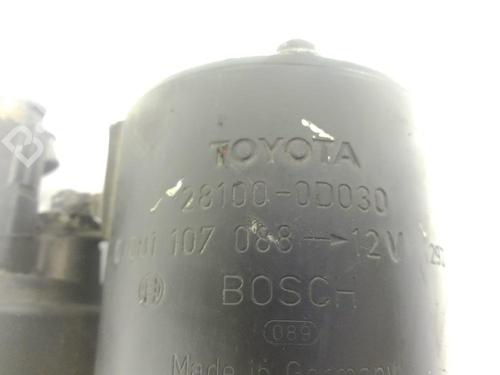 TOYOTA
28100-0D030
0 001 107 088 → 12V
BOSCH
089
Made in Germany